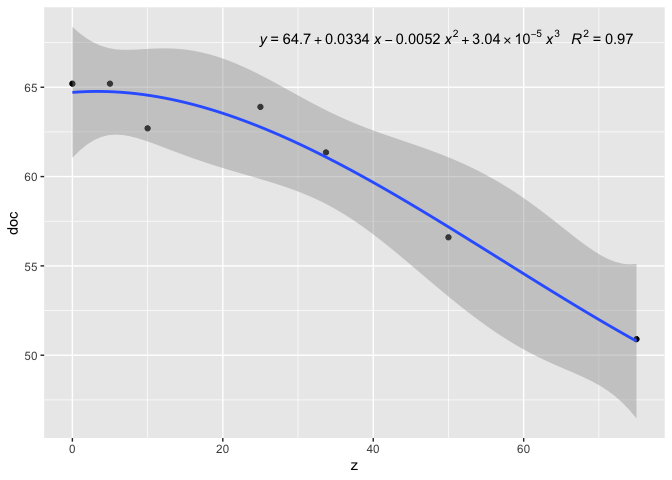 y = 64.7 + 0.0334 x − 0.0052 x² + 3.04 × 10⁻⁵ x³ R² = 0.97
65
60
55
50
doc
0 20 40 60
z